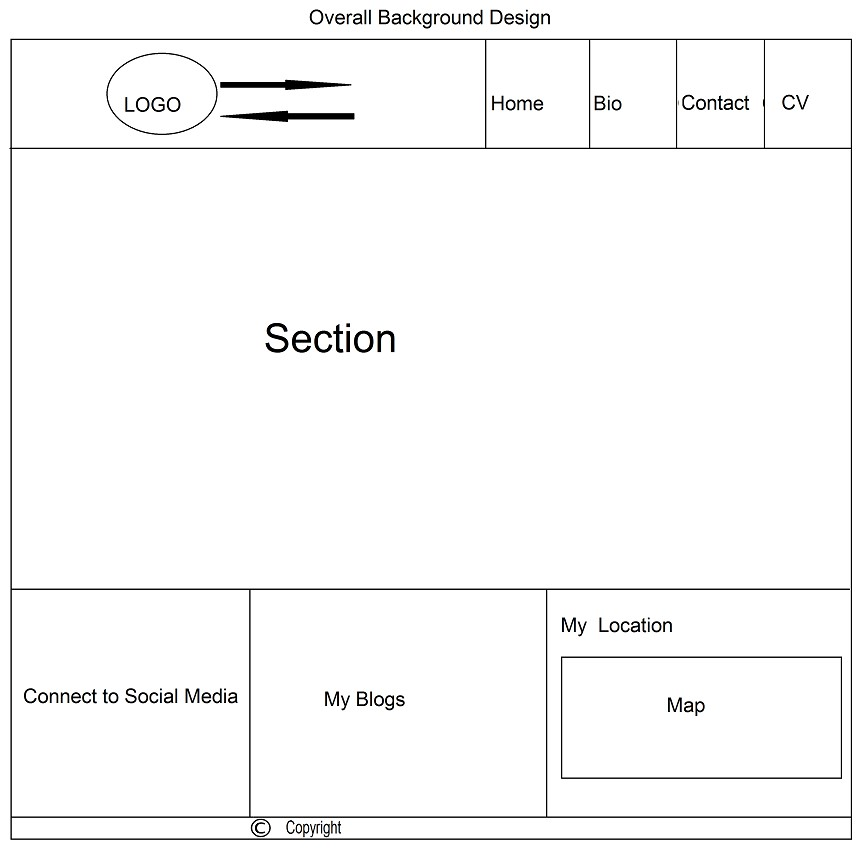 Overall Background Design
LOGO
Home
Bio
Contact
CV
Section
Connect to Social Media
My Blogs
My Location
Map
© Copyright